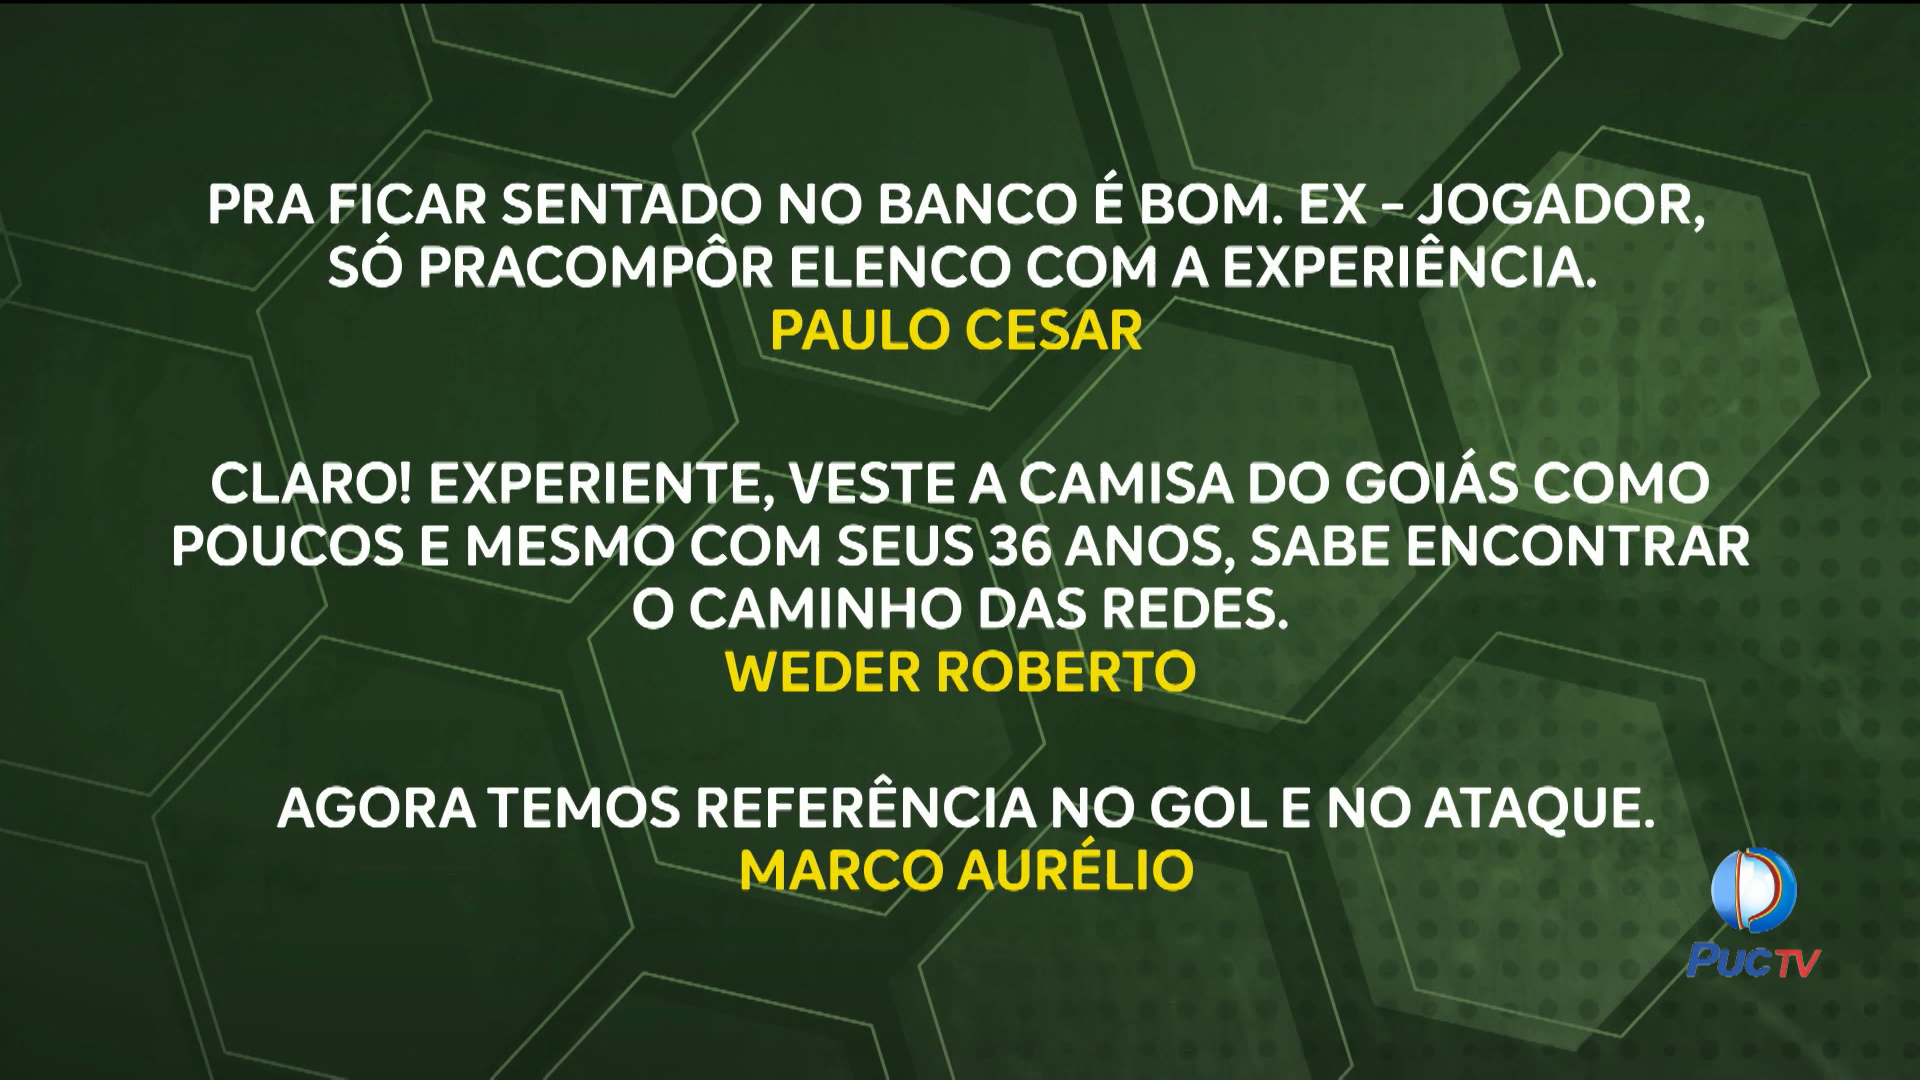 PRA FICAR SENTADO NO BANCO É BOM. EX - JOGADOR,
SÓ PRACOMPÔR ELENCO COM A EXPERIÊNCIA.
PAULO CESAR
CLARO! EXPERIENTE, VESTE A CAMISA DO GOIÁS COMO
POUCOS E MESMO COM SEUS 36 ANOS, SABE ENCONTRAR
O CAMINHO DAS REDES.
WEDER ROBERTO
AGORA TEMOS REFERÊNCIA NO GOL E NO ATAQUE.
MARCO AURÉLIO
PUC TV